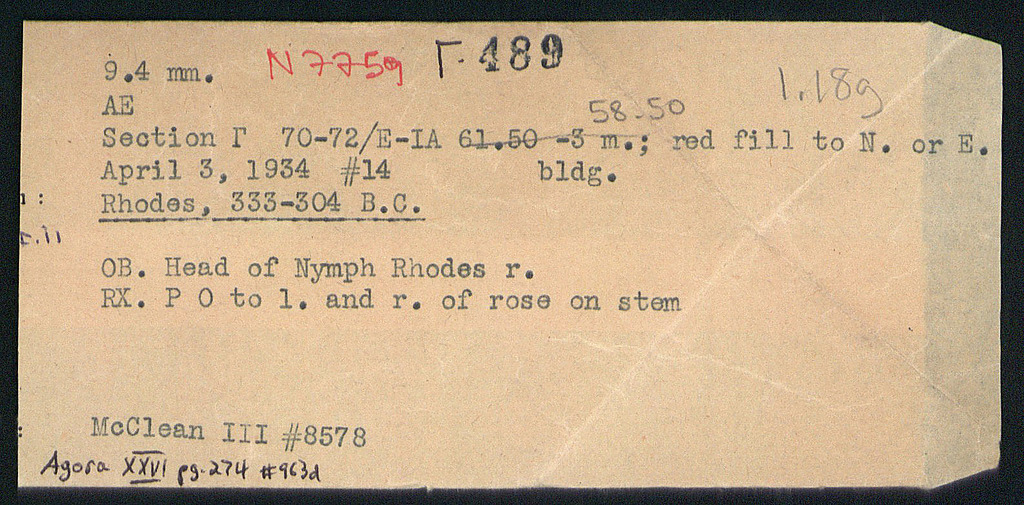 N7759 Γ·489
9.4 mm. 1.18g
AE 58.50
Section Γ 70-72/E-IA 61.50 -3 m.; red fill to N. or E.
April 3, 1934 #14 bldg.
Rhodes, 333-304 B.C.
OB. Head of Nymph Rhodes r.
RX. P O to l. and r. of rose on stem
McClean III #8578
Agora XXVI pg. 274 #963d